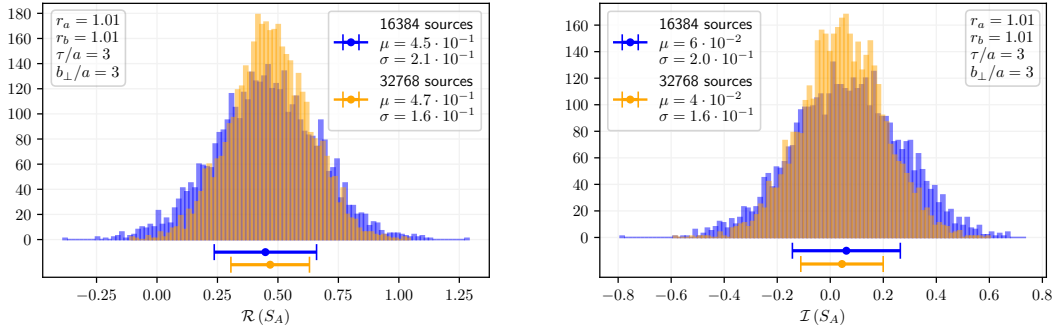 180
160
140
120
100
80
60
40
20
0
r_a = 1.01
r_b = 1.01
τ/a = 3
b_⊥/a = 3
16384 sources
μ = 4.5 · 10^{-1}
σ = 2.1 · 10^{-1}
32768 sources
μ = 4.7 · 10^{-1}
σ = 1.6 · 10^{-1}
−0.25 0.00 0.25 0.50 0.75 1.00 1.25
R (S_A)
160
140
120
100
80
60
40
20
0
16384 sources
μ = 6 · 10^{-2}
σ = 2.0 · 10^{-1}
32768 sources
μ = 4 · 10^{-2}
σ = 1.6 · 10^{-1}
r_a = 1.01
r_b = 1.01
τ/a = 3
b_⊥/a = 3
−0.8 −0.6 −0.4 −0.2 0.0 0.2 0.4 0.6 0.8
I (S_A)